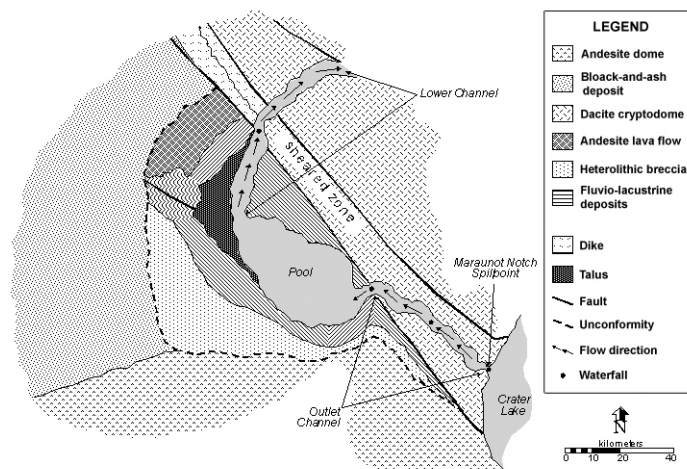 Lower Channel
sheared zone
Pool
Maraunot Notch
Spillpoint
Outlet
Channel
Crater
Lake
LEGEND
Andesite dome
Bloack-and-ash
deposit
Dacite cryptodome
Andesite lava flow
Heterolithic breccia
Fluvio-lacustrine
deposits
Dike
Talus
Fault
Unconformity
Flow direction
Waterfall
N
kilometers
0 10 20 40